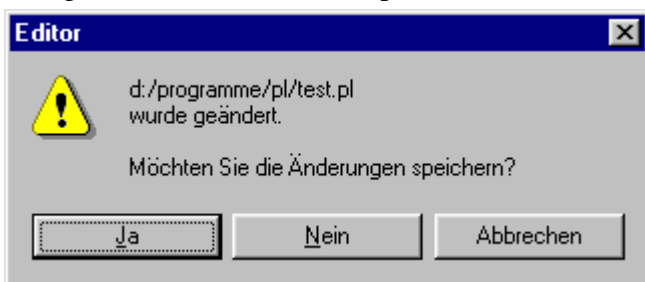 Editor
d:/programme/pl/test.pl
wurde geändert.
Möchten Sie die Änderungen speichern?
Ja Nein Abbrechen